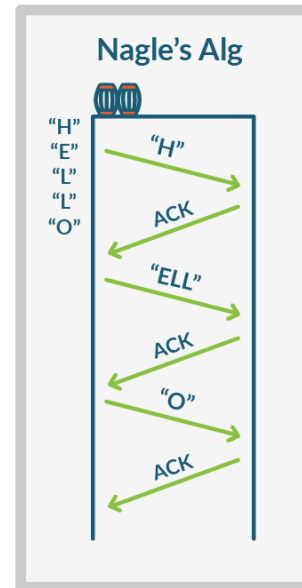 Nagle's Alg
“H”
“E”
“L”
“L”
“O”
“H”
ACK
“ELL”
ACK
“O”
ACK